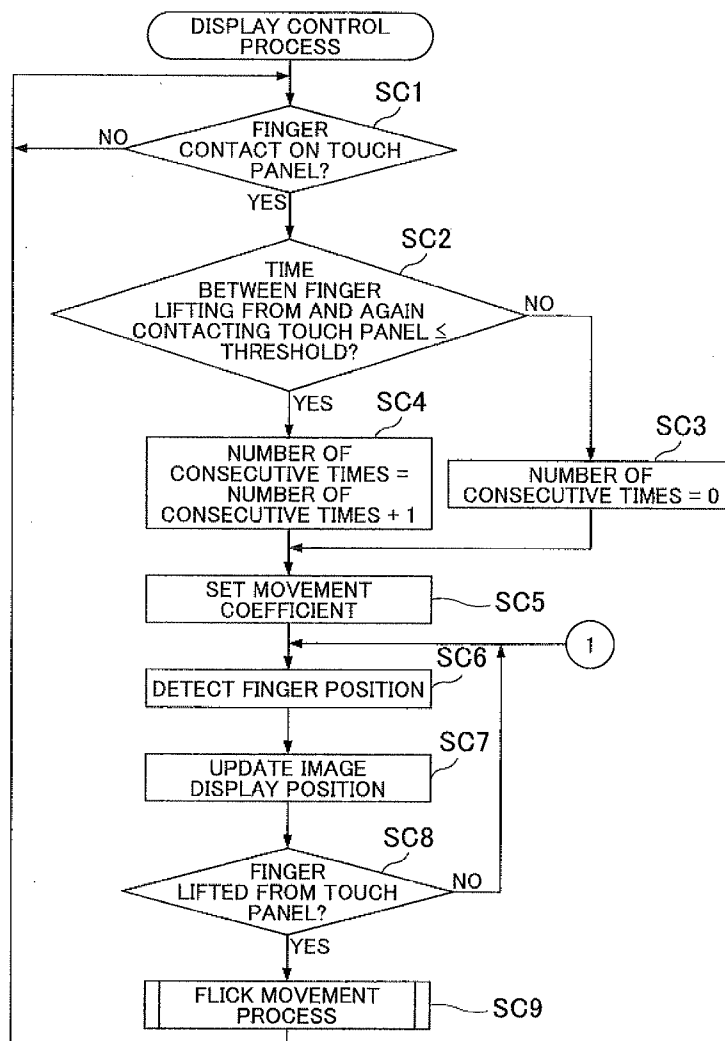 DISPLAY CONTROL
PROCESS
SC1
NO
FINGER
CONTACT ON TOUCH
PANEL?
YES
SC2
TIME
BETWEEN FINGER
LIFTING FROM AND AGAIN
CONTACTING TOUCH PANEL ≤
THRESHOLD?
NO
YES
SC4
NUMBER OF
CONSECUTIVE TIMES =
NUMBER OF
CONSECUTIVE TIMES + 1
SC3
NUMBER OF
CONSECUTIVE TIMES = 0
SET MOVEMENT
COEFFICIENT
SC5
1
SC6
DETECT FINGER POSITION
SC7
UPDATE IMAGE
DISPLAY POSITION
SC8
FINGER
LIFTED FROM TOUCH
PANEL?
NO
YES
FLICK MOVEMENT
PROCESS
SC9